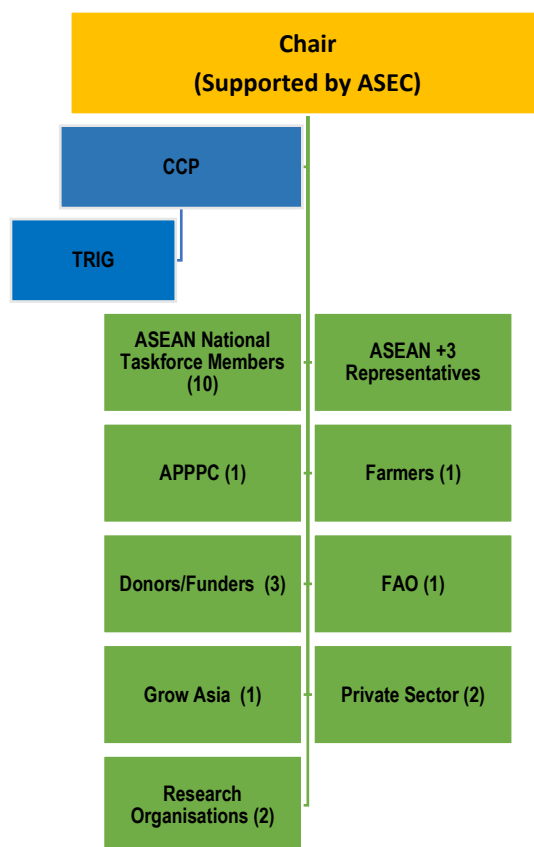 Chair
(Supported by ASEC)
CCP
TRIG
ASEAN National
Taskforce Members
(10)
ASEAN +3
Representatives
APPPC (1)
Farmers (1)
Donors/Funders (3)
FAO (1)
Grow Asia (1)
Private Sector (2)
Research
Organisations (2)